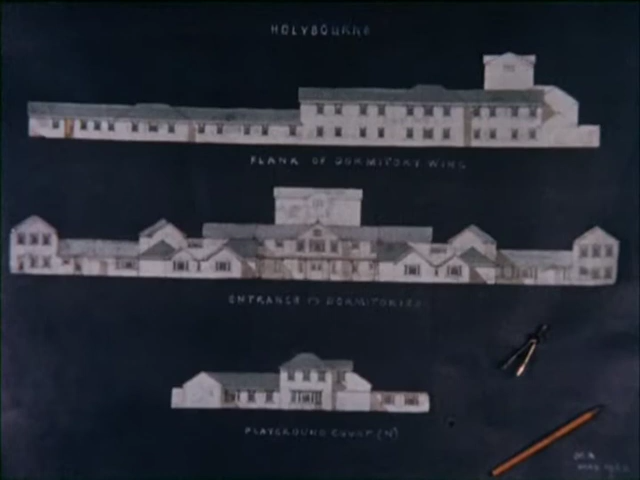 HOLYBOURNE
FLANK OF DORMITORY WING
ENTRANCE TO DORMITORIES
PLAYGROUND COURT (N)